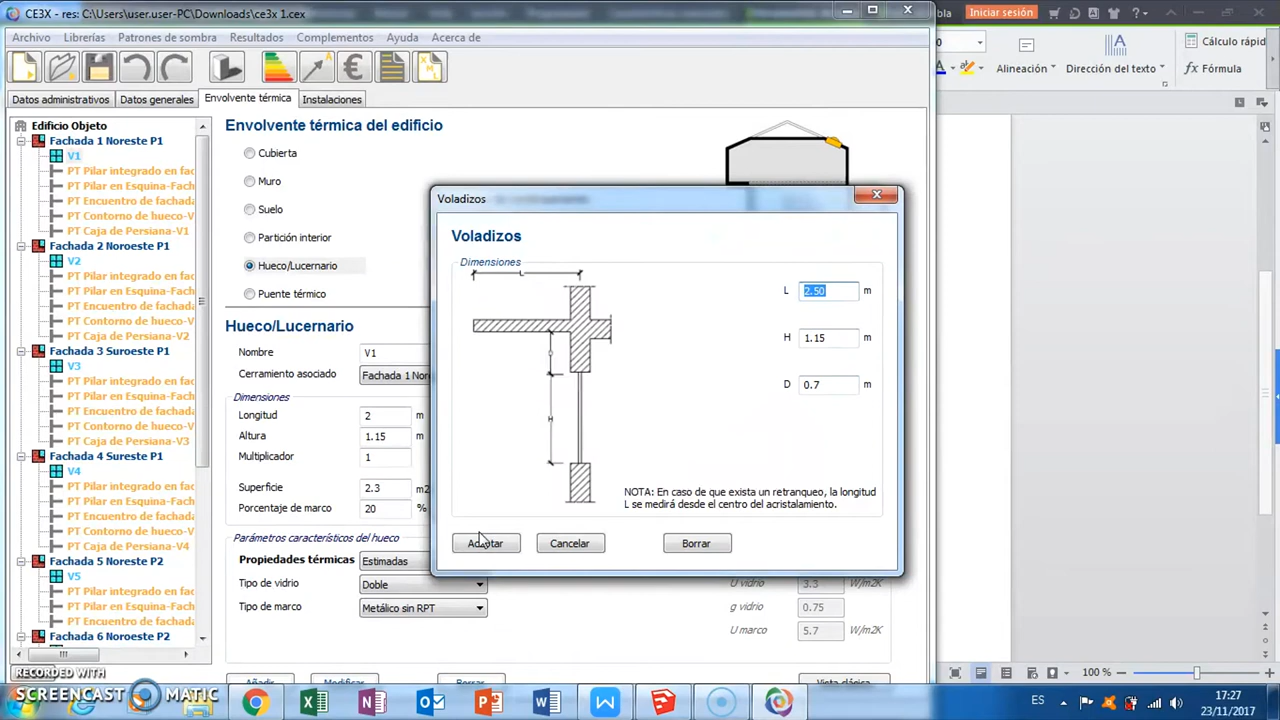 CE3X - res: C:\Users\user.user-PC\Downloads\ce3x 1.cex
Iniciar sesión
Archivo Librerías Patrones de sombra Resultados Complementos Ayuda Acerca de
Cálculo rápid
Alineación Dirección del texto fx Fórmula
Datos administrativos Datos generales Envolvente térmica Instalaciones
Edificio Objeto
Fachada 1 Noreste P1
V1
PT Pilar integrado en fac
PT Pilar en Esquina-Fach
PT Encuentro de fachada
PT Contorno de hueco-V
PT Caja de Persiana-V1
Fachada 2 Noroeste P1
V2
PT Pilar integrado en fac
PT Pilar en Esquina-Fach
PT Encuentro de fachada
PT Contorno de hueco-V
PT Caja de Persiana-V2
Fachada 3 Suroeste P1
V3
PT Pilar integrado en fac
PT Pilar en Esquina-Fach
PT Encuentro de fachada
PT Contorno de hueco-V
PT Caja de Persiana-V3
Fachada 4 Sureste P1
V4
PT Pilar integrado en fac
PT Pilar en Esquina-Fach
PT Encuentro de fachada
PT Contorno de hueco-V
PT Caja de Persiana-V4
Fachada 5 Noreste P2
V5
PT Pilar integrado en fac
PT Pilar en Esquina-Fach
PT Encuentro de fachada
Fachada 6 Noroeste P2
Envolvente térmica del edificio
Cubierta
Muro
Suelo
Partición interior
Hueco/Lucernario
Puente térmico
Hueco/Lucernario
Nombre V1
Cerramiento asociado Fachada 1 Nor
Dimensiones
Longitud 2 m
Altura 1.15 m
Multiplicador 1
Superficie 2.3 m2
Porcentaje de marco 20 %
Parámetros característicos del hueco
Propiedades térmicas Estimadas
Tipo de vidrio Doble
Tipo de marco Metálico sin RPT
U vidrio 3.3 W/m2K
g vidrio 0.75
U marco 5.7 W/m2K
Añadir Modificar Borrar Vista clásica
Voladizos
Voladizos
Dimensiones
L
D
H
L 2.50 m
H 1.15 m
D 0.7 m
NOTA: En caso de que exista un retranqueo, la longitud
L se medirá desde el centro del acristalamiento.
Aceptar Cancelar Borrar
100 %
RECORDED WITH
SCREENCAST MATIC
ES 17:27
23/11/2017